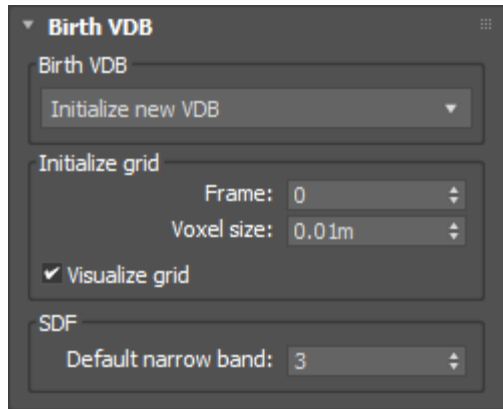 Birth VDB
Birth VDB
Initialize new VDB
Initialize grid
Frame: 0
Voxel size: 0.01m
Visualize grid
SDF
Default narrow band: 3